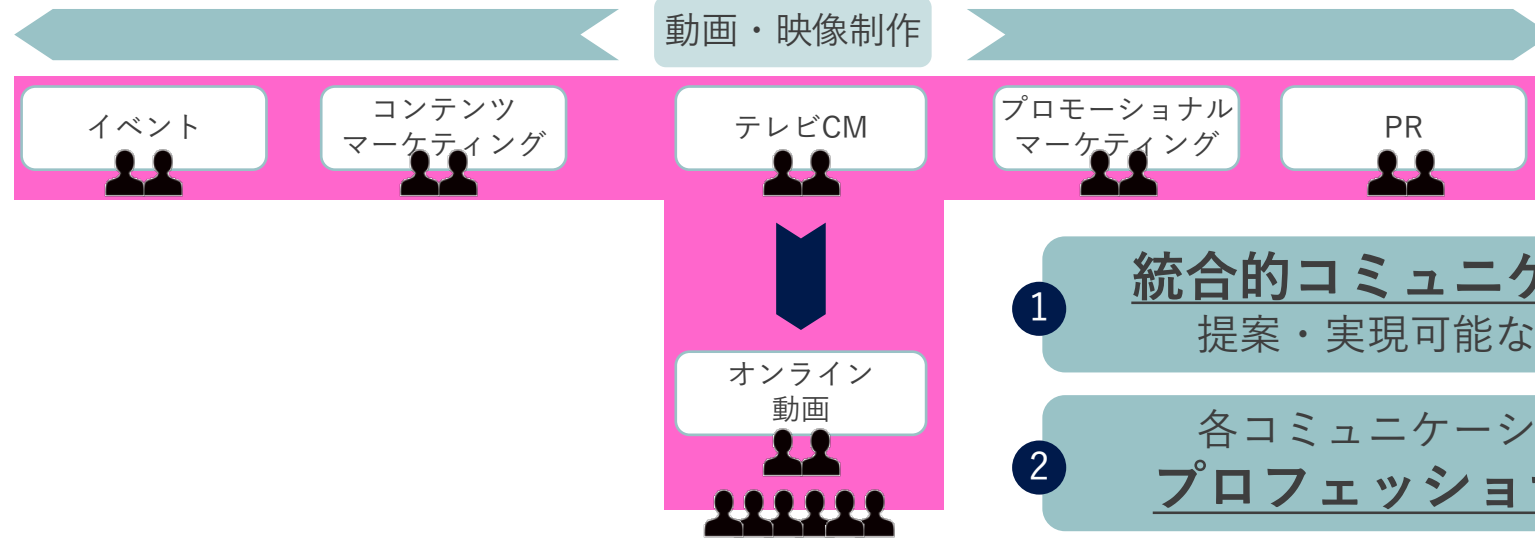 動画・映像制作
イベント
コンテンツ
マーケティング
テレビCM
プロモーショナル
マーケティング
PR
オンライン
動画
1
統合的コミュニケ
提案・実現可能な
2
各コミュニケーシ
プロフェッショ